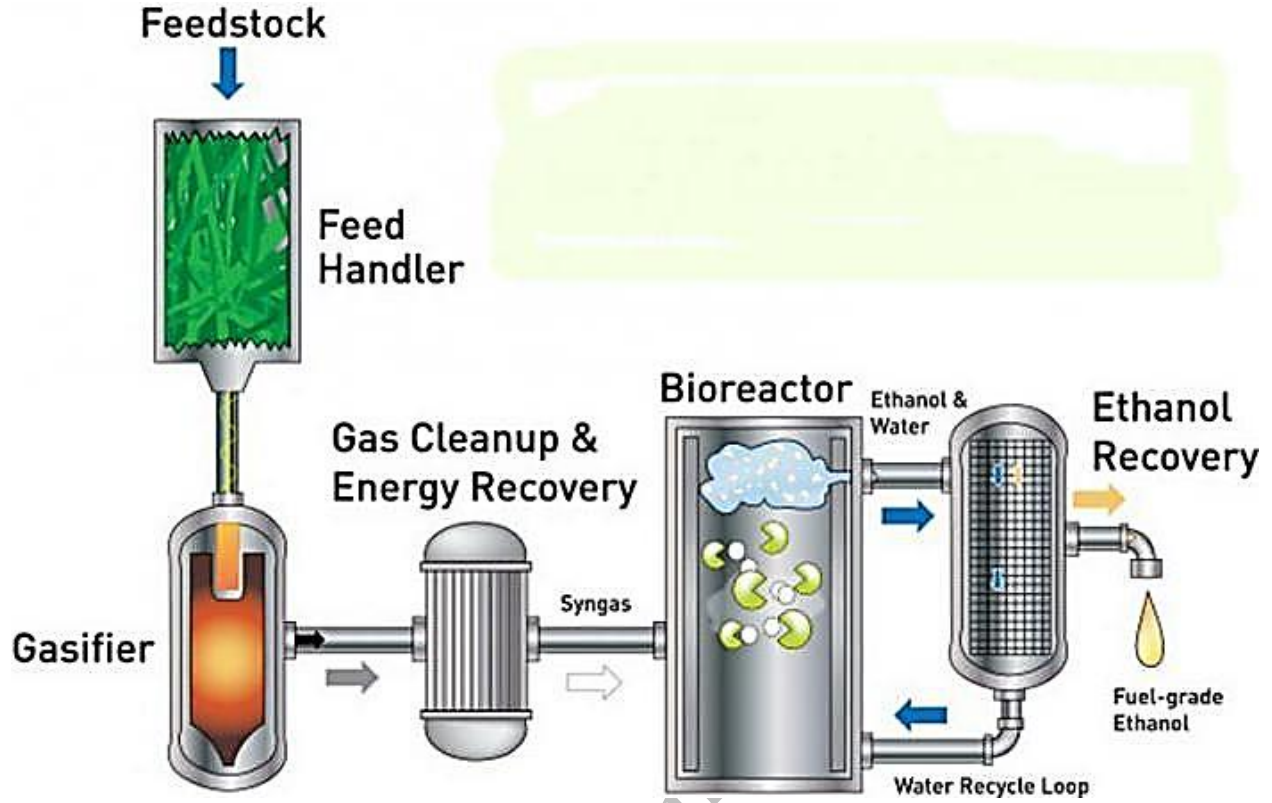 Feedstock
Feed
Handler
Gas Cleanup &
Energy Recovery
Gasifier
Syngas
Bioreactor
Ethanol &
Water
Ethanol
Recovery
Fuel-grade
Ethanol
Water Recycle Loop